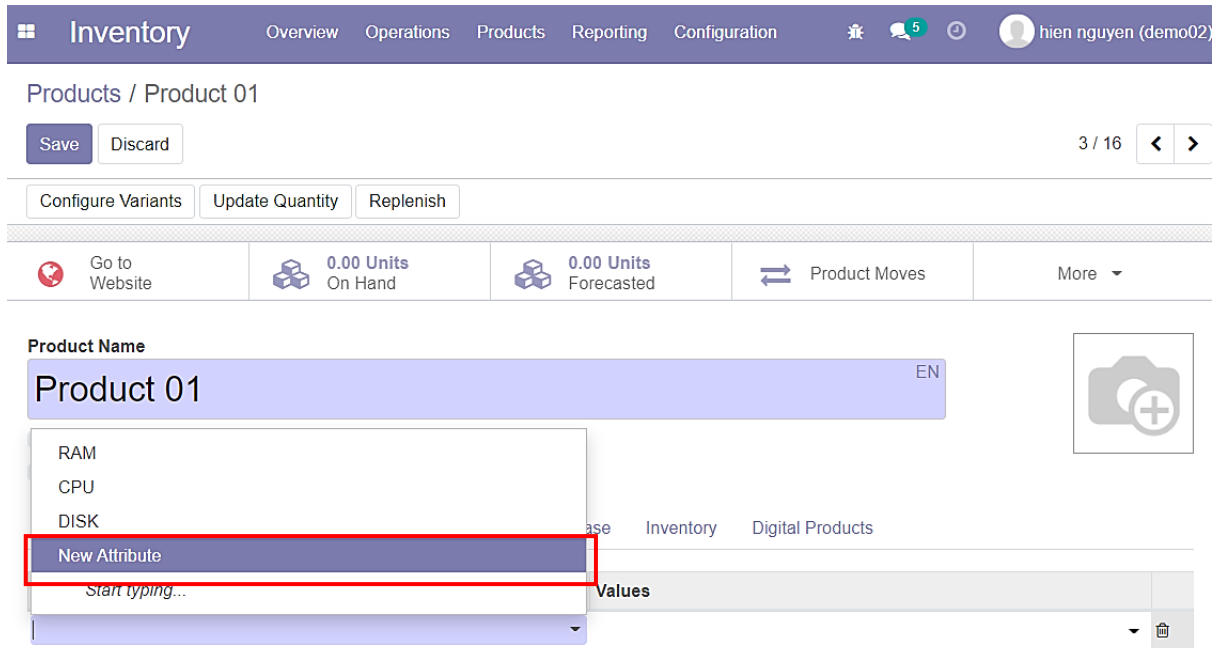 Inventory Overview Operations Products Reporting Configuration 5 hien nguyen (demo02)
Products / Product 01
Save Discard 3 / 16
Configure Variants Update Quantity Replenish
Go to Website
0.00 Units On Hand
0.00 Units Forecasted
Product Moves
More
Product Name
Product 01 EN
RAM
CPU
DISK
ase Inventory Digital Products
New Attribute
Start typing...
Values